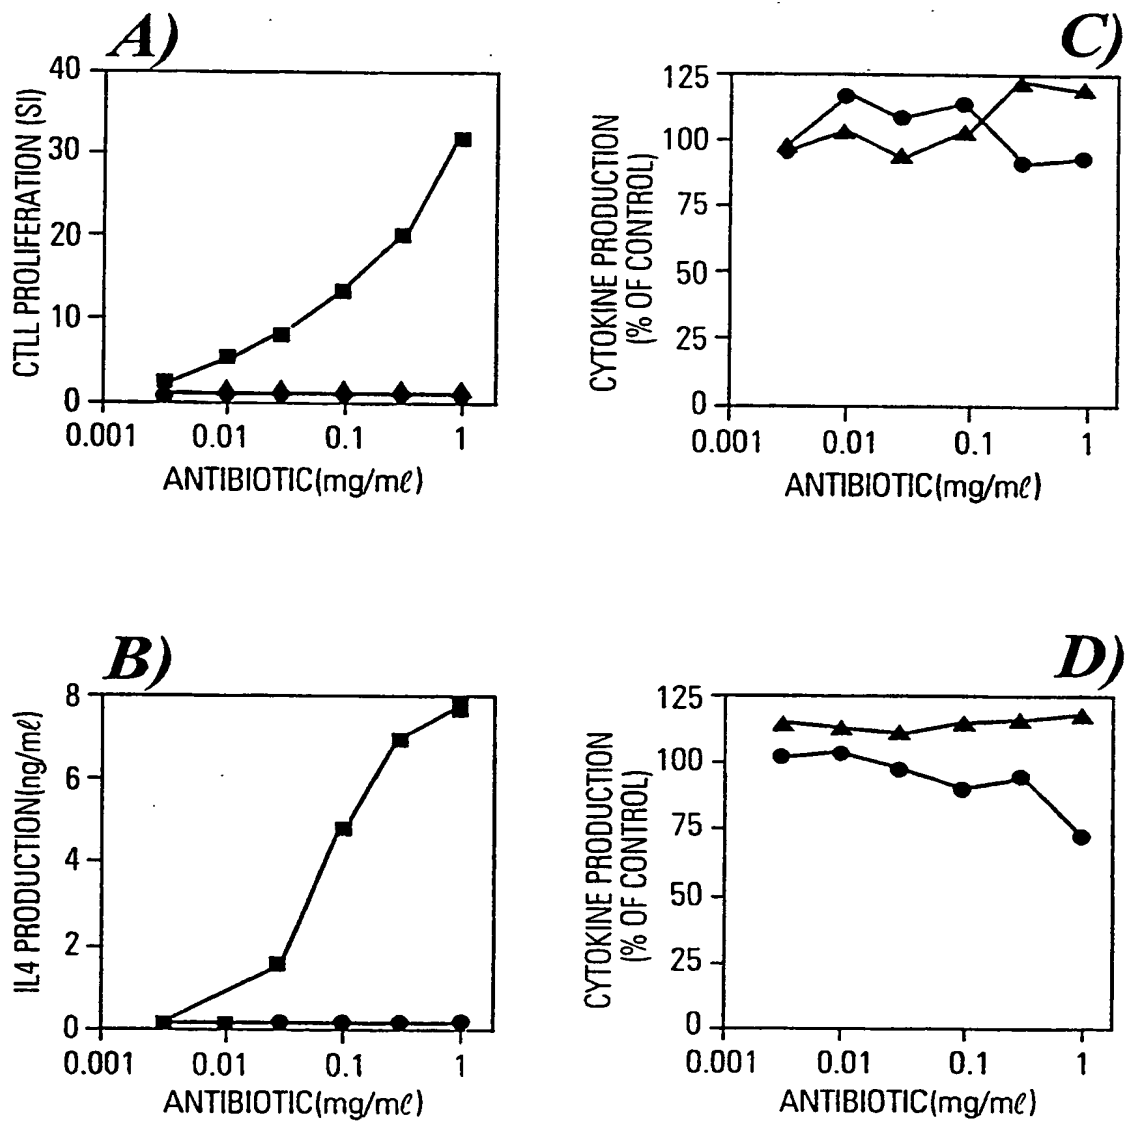 A)
CTLL PROLIFERATION (SI)
40
30
20
10
0
0.001 0.01 0.1 1
ANTIBIOTIC(mg/mℓ)
C)
CYTOKINE PRODUCTION
(% OF CONTROL)
125
100
75
50
25
0
0.001 0.01 0.1 1
ANTIBIOTIC(mg/mℓ)
B)
IL4 PRODUCTION(ng/mℓ)
8
6
4
2
0
0.001 0.01 0.1 1
ANTIBIOTIC(mg/mℓ)
D)
CYTOKINE PRODUCTION
(% OF CONTROL)
125
100
75
50
25
0
0.001 0.01 0.1 1
ANTIBIOTIC(mg/mℓ)